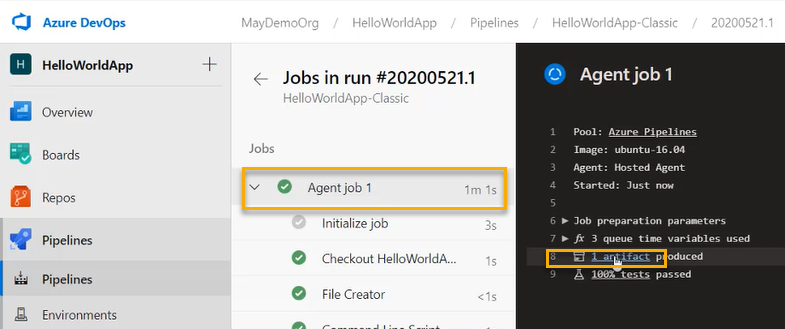 Azure DevOps
MayDemoOrg / HelloWorldApp / Pipelines / HelloWorldApp-Classic / 20200521.1
H HelloWorldApp +
Overview
Boards
Repos
Pipelines
Pipelines
Environments
Jobs in run #20200521.1
HelloWorldApp-Classic
Jobs
Agent job 1 1m 1s
Initialize job 3s
Checkout HelloWorldA... 1s
File Creator <1s
Command Line Script
Agent job 1
1 Pool: Azure Pipelines
2 Image: ubuntu-16.04
3 Agent: Hosted Agent
4 Started: Just now
5
6 Job preparation parameters
7 fx 3 queue time variables used
8 1 artifact produced
9 100% tests passed